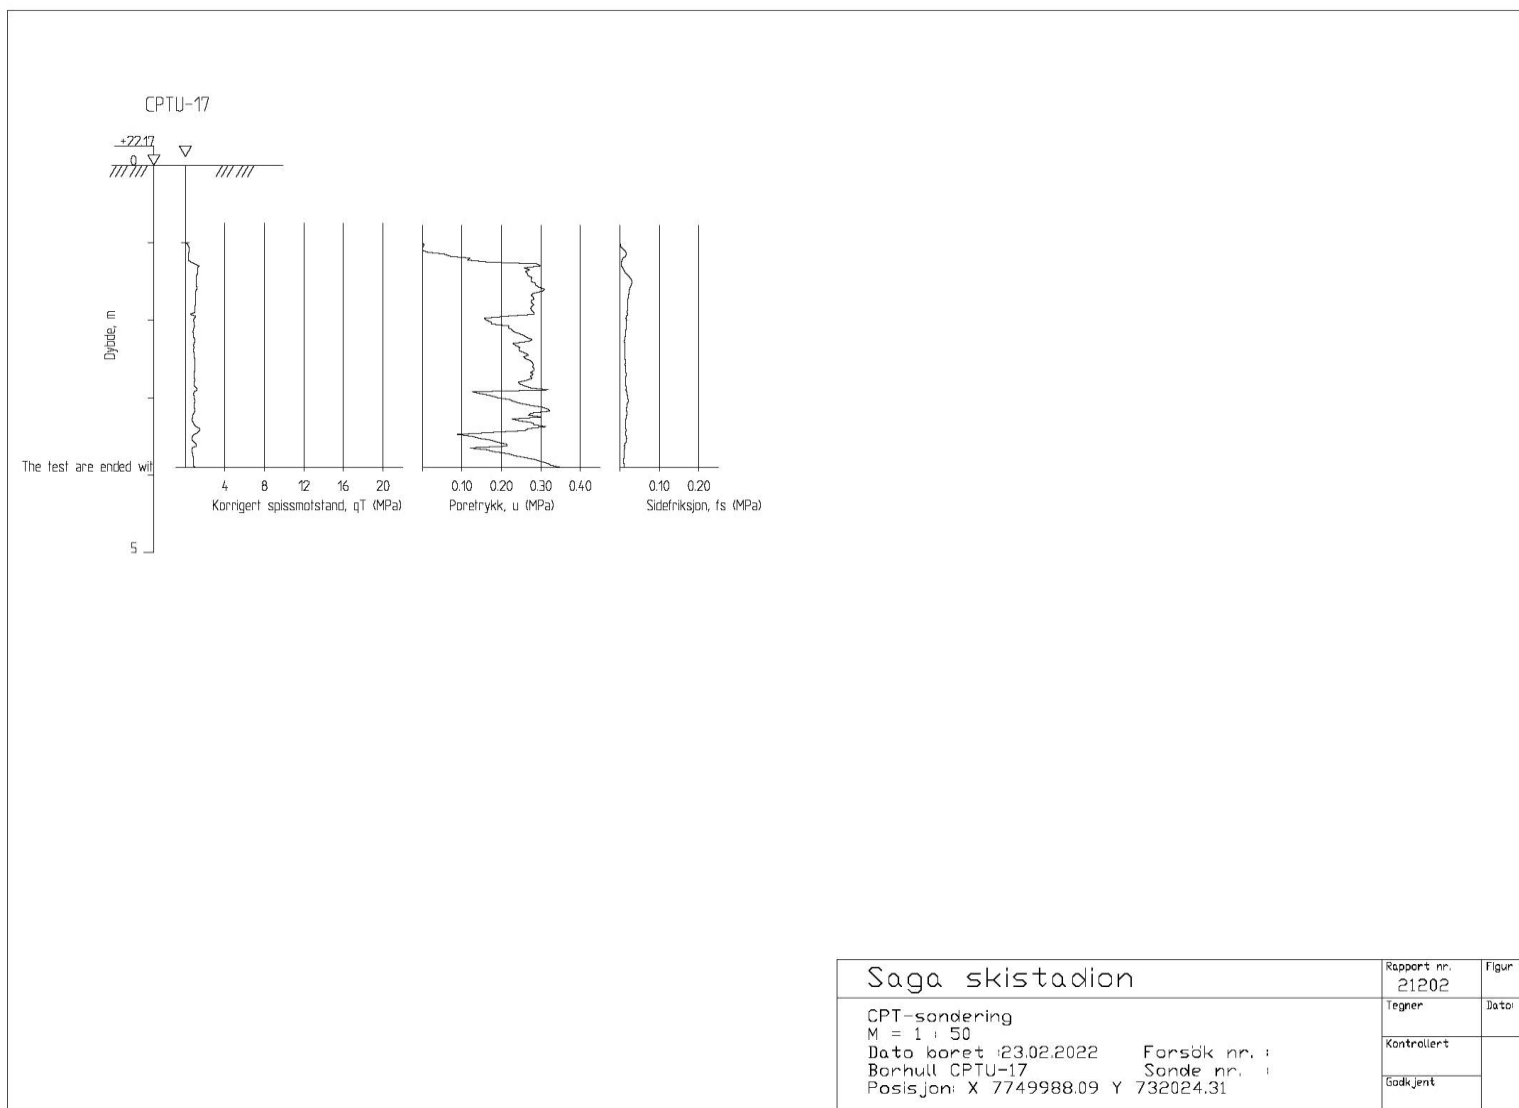 CPTU-17
+22.17
0
Dybde, m
The test are ended wit
5
4 8 12 16 20
Korrigert spissmotstand, qT (MPa)
0.10 0.20 0.30 0.40
Poretrykk, u (MPa)
0.10 0.20
Sidefriksjon, fs (MPa)
Saga skistadion
CPT-sondering
M = 1 : 50
Dato boret :23.02.2022 Forsök nr. :
Borhull CPTU-17 Sonde nr. :
Posisjon: X 7749988.09 Y 732024.31
Rapport nr.
21202
Figur
Tegner
Dato:
Kontrollert
Godkjent